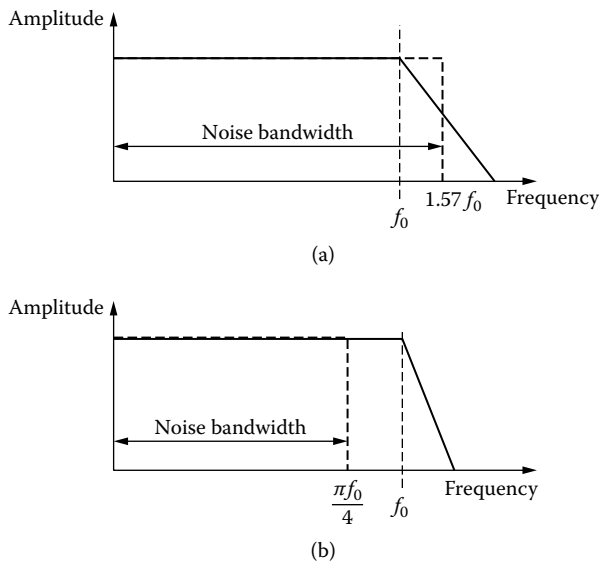 Amplitude
Noise bandwidth
f₀
1.57 f₀
Frequency
(a)
Amplitude
Noise bandwidth
πf₀
4
f₀
Frequency
(b)